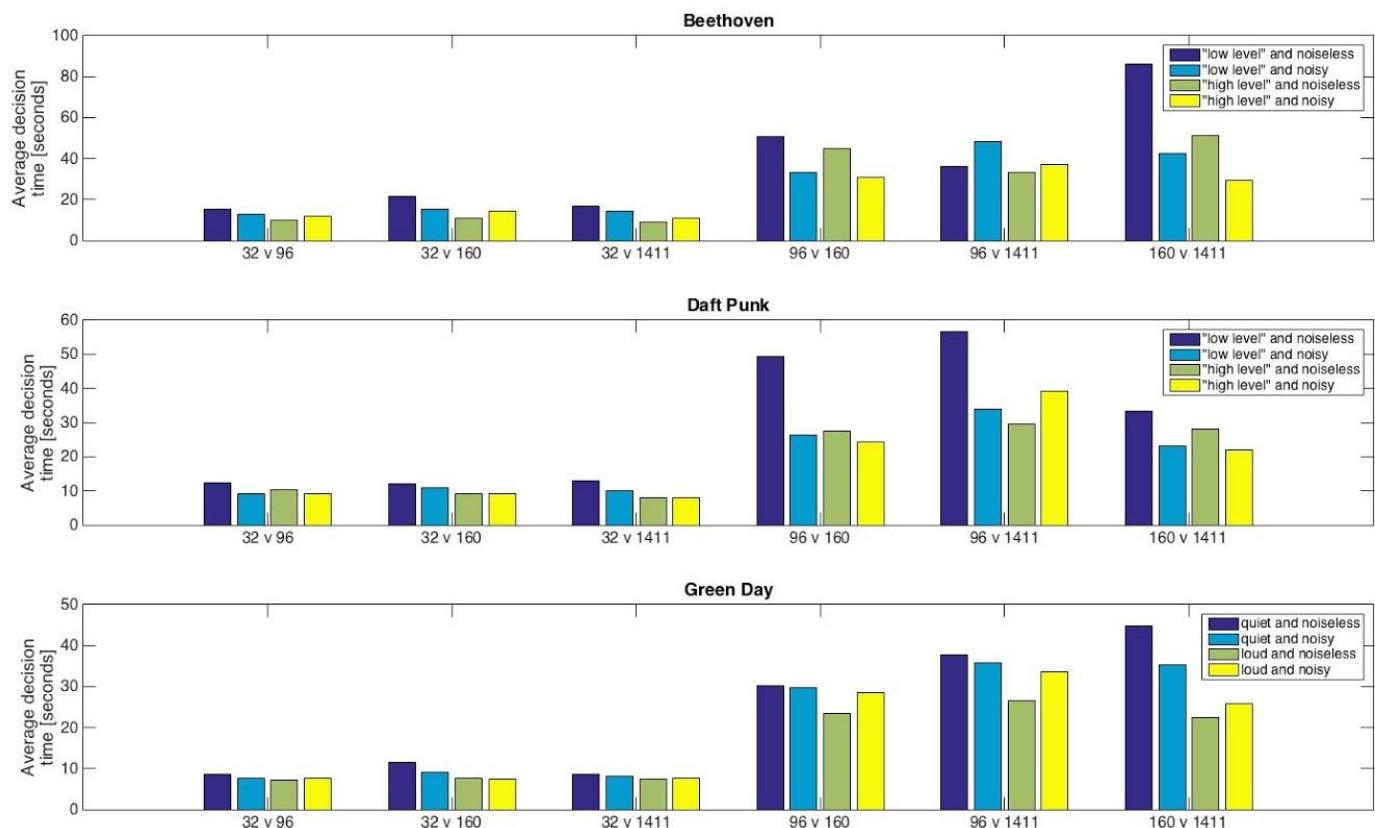 Beethoven
Average decision
time [seconds]
100
80
60
40
20
0
"low level" and noiseless
"low level" and noisy
"high level" and noiseless
"high level" and noisy
32 v 96
32 v 160
32 v 1411
96 v 160
96 v 1411
160 v 1411
Daft Punk
Average decision
time [seconds]
60
50
40
30
20
10
0
"low level" and noiseless
"low level" and noisy
"high level" and noiseless
"high level" and noisy
32 v 96
32 v 160
32 v 1411
96 v 160
96 v 1411
160 v 1411
Green Day
Average decision
time [seconds]
50
40
30
20
10
0
quiet and noiseless
quiet and noisy
loud and noiseless
loud and noisy
32 v 96
32 v 160
32 v 1411
96 v 160
96 v 1411
160 v 1411